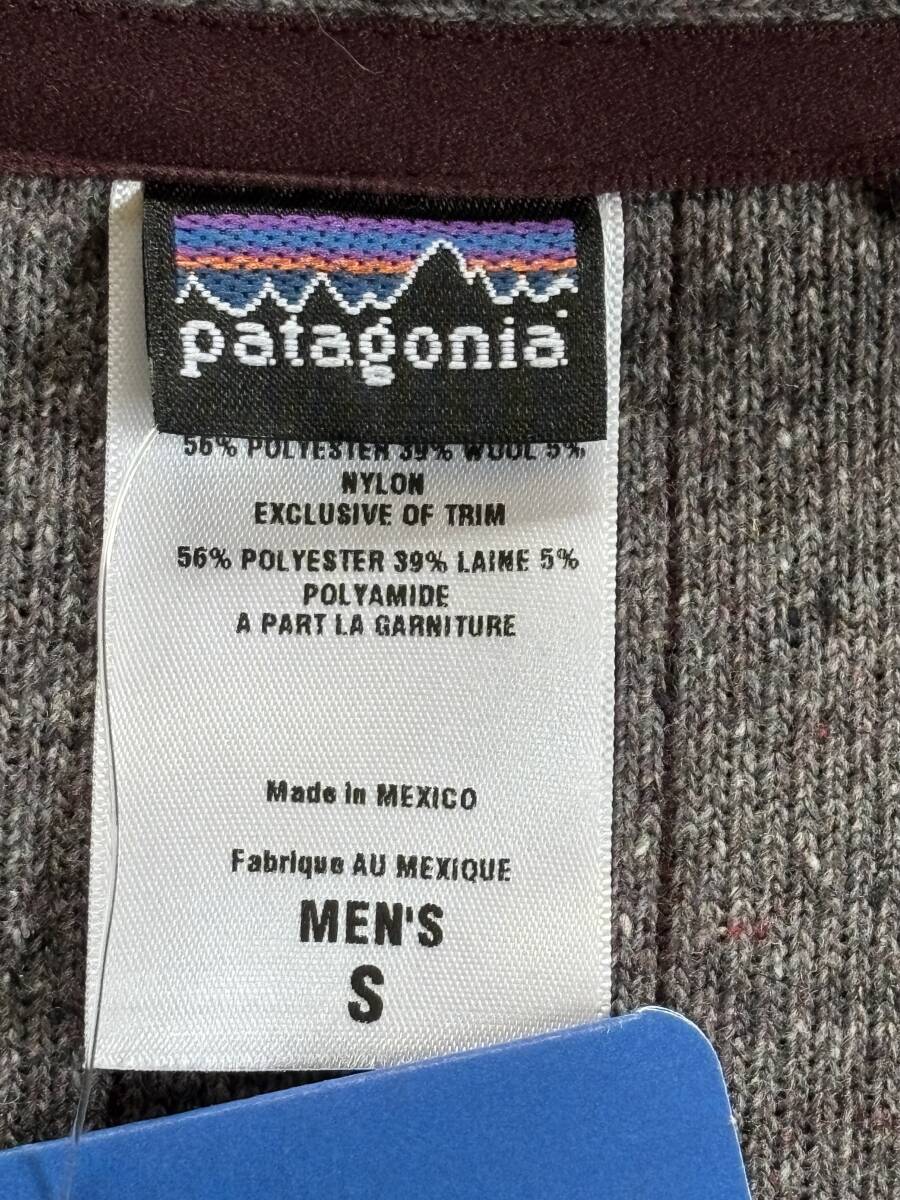 patagonia
56% POLYESTER 39% WOOL 5%
NYLON
EXCLUSIVE OF TRIM
56% POLYESTER 39% LAINE 5%
POLYAMIDE
A PART LA GARNITURE
Made in MEXICO
Fabrique AU MEXIQUE
MEN'S
S